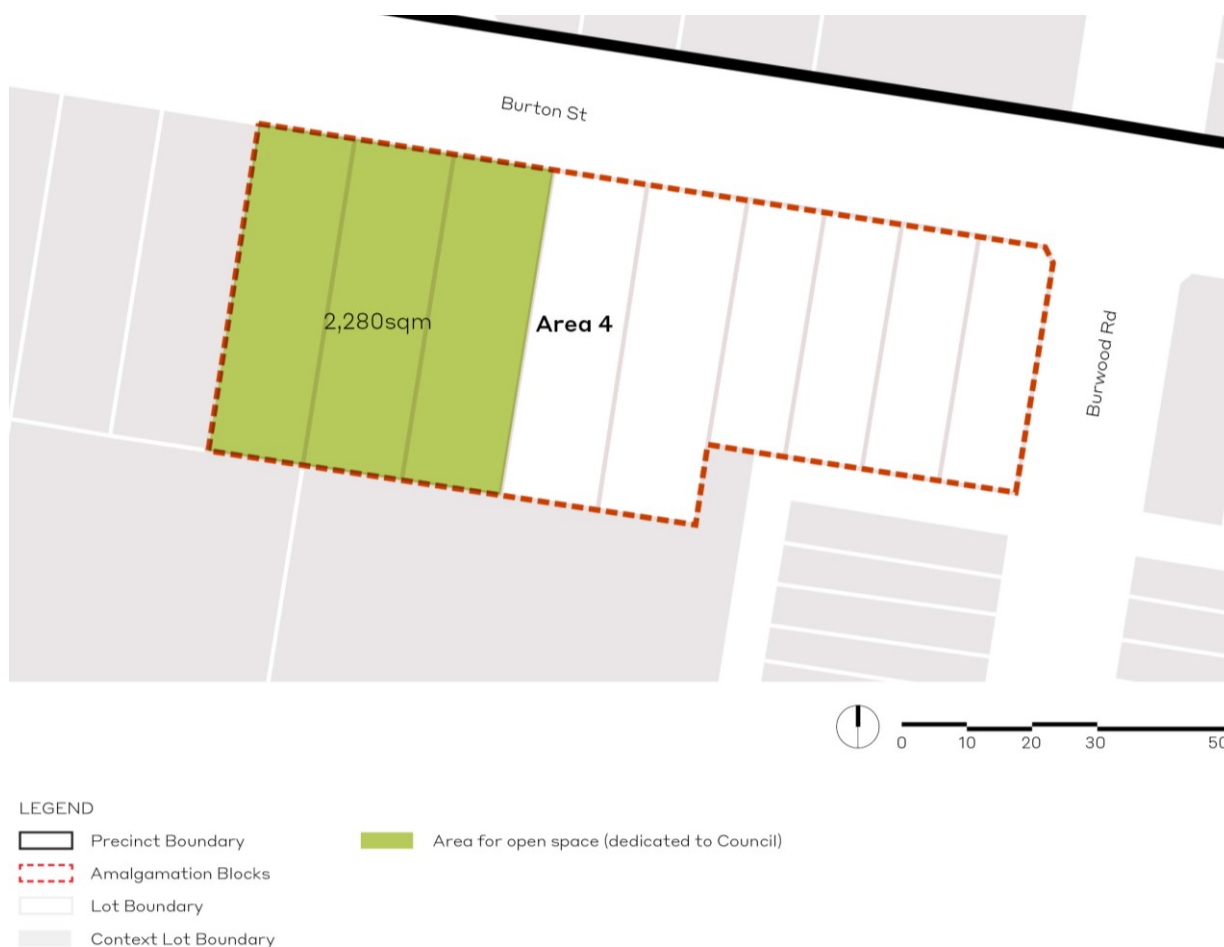 Burton St
2,280sqm
Area 4
Burwood Rd
0 10 20 30 50
LEGEND
Precinct Boundary
Area for open space (dedicated to Council)
Amalgamation Blocks
Lot Boundary
Context Lot Boundary